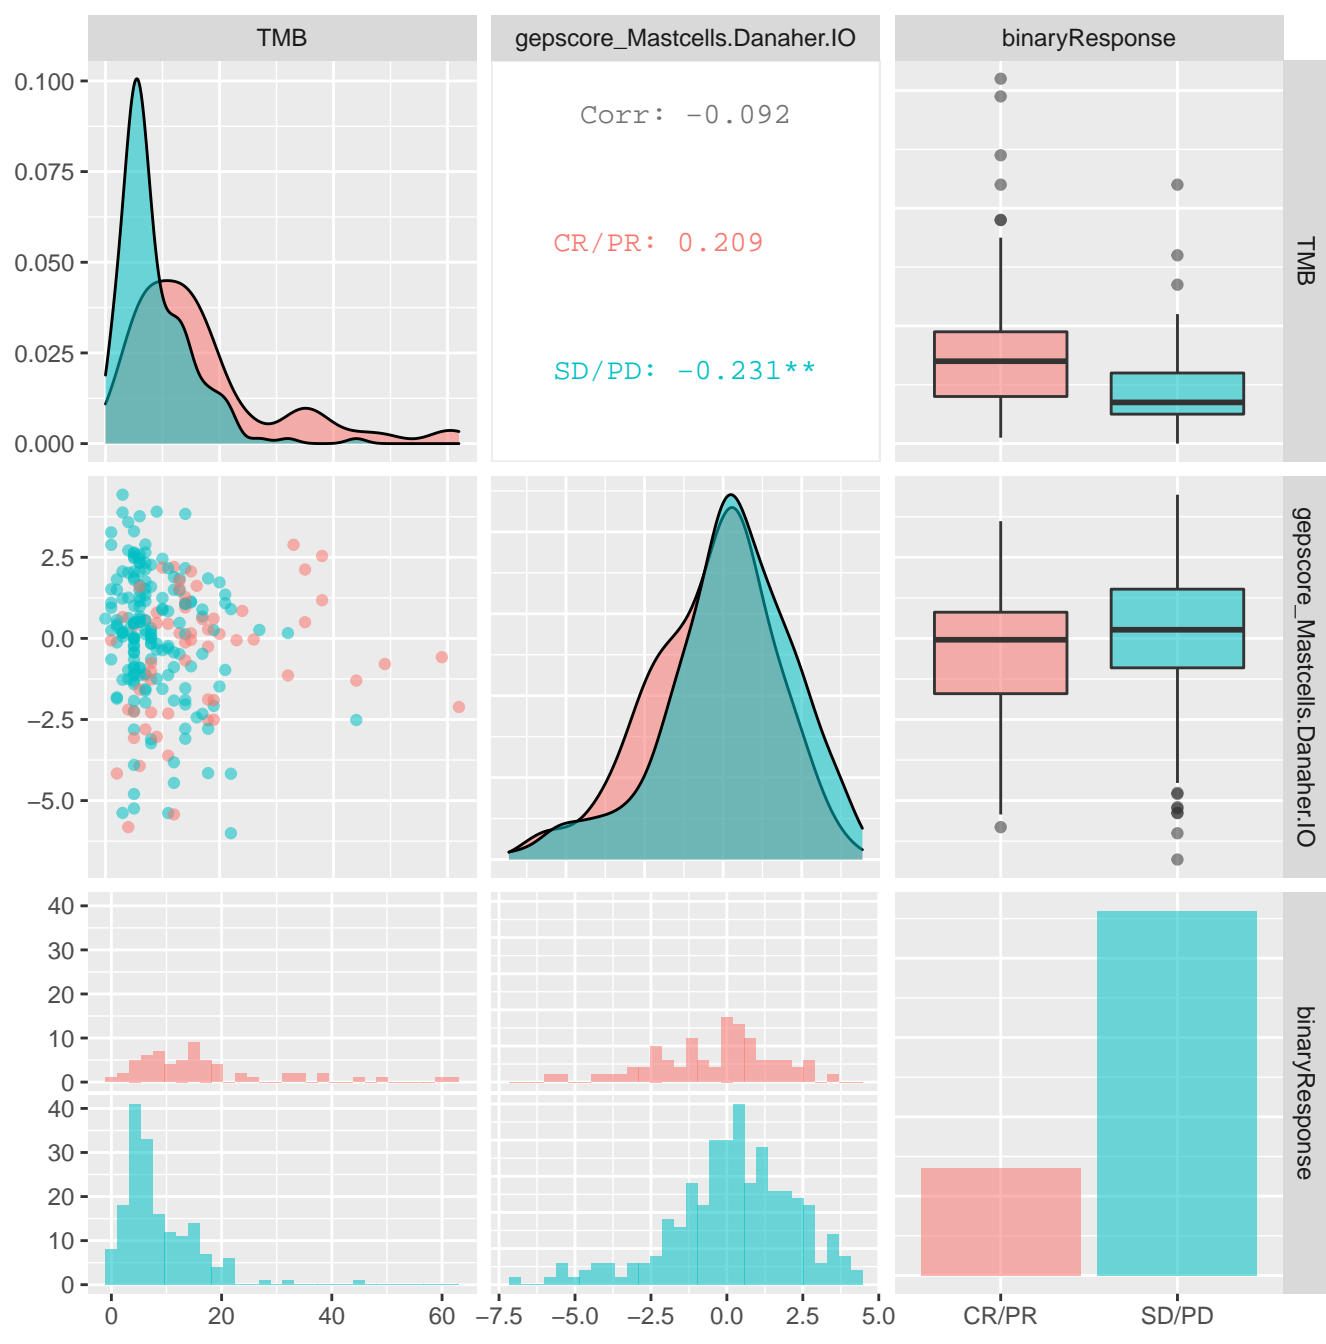 TMB
gepscore_Mastcells.Danaher.IO
binaryResponse
0.100
0.075
0.050
0.025
0.000
Corr: −0.092
CR/PR: 0.209
SD/PD: −0.231**
TMB
2.5
0.0
−2.5
−5.0
gepscore_Mastcells.Danaher.IO
40
30
20
10
0
40
30
20
10
0
binaryResponse
0
20
40
60
−7.5
−5.0
−2.5
0.0
2.5
5.0
CR/PR
SD/PD